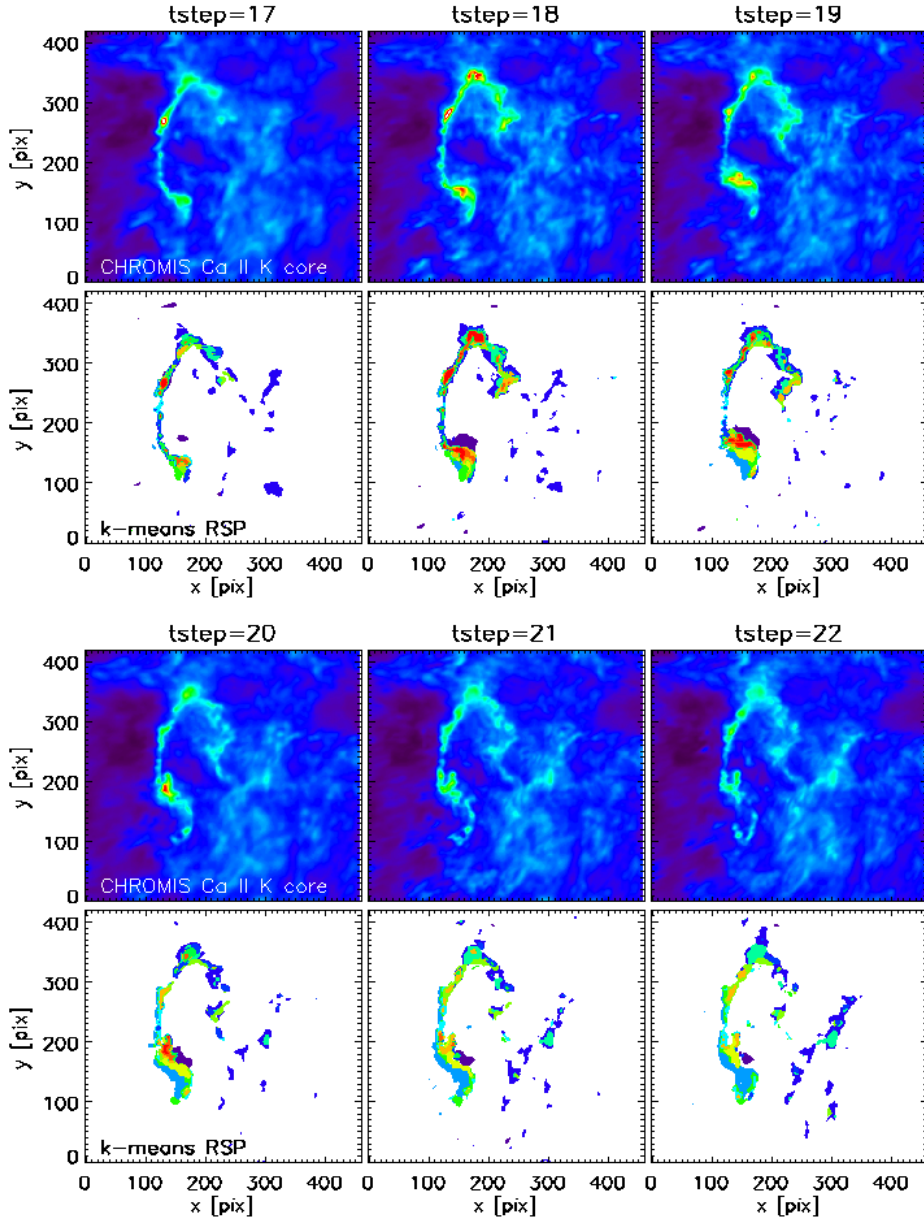 tstep=17 tstep=18 tstep=19
400
300
y [pix]
200
100
0
CHROMIS Ca II K core
400
300
y [pix]
200
100
0
k-means RSP
0 100 200 300 400 0 100 200 300 400 0 100 200 300 400
x [pix] x [pix] x [pix]
tstep=20 tstep=21 tstep=22
400
300
y [pix]
200
100
0
CHROMIS Ca II K core
400
300
y [pix]
200
100
0
k-means RSP
0 100 200 300 400 0 100 200 300 400 0 100 200 300 400
x [pix] x [pix] x [pix]